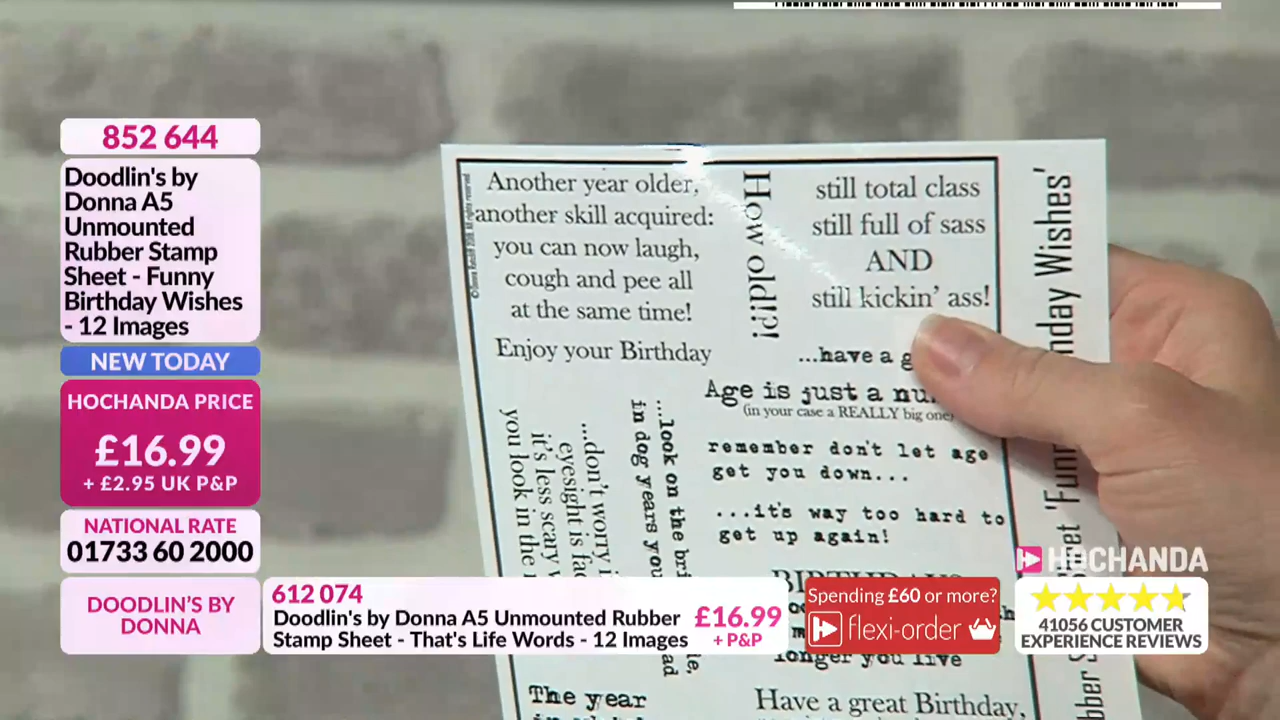 852 644
Doodlin's by
Donna A5
Unmounted
Rubber Stamp
Sheet - Funny
Birthday Wishes
- 12 Images
NEW TODAY
HOCHANDA PRICE
£16.99
+ £2.95 UK P&P
NATIONAL RATE
01733 60 2000
DOODLIN'S BY
DONNA
612 074
Doodlin's by Donna A5 Unmounted Rubber
Stamp Sheet - That's Life Words - 12 Images
£16.99
+ P&P
Spending £60 or more?
flexi-order
HOCHANDA
41056 CUSTOMER
EXPERIENCE REVIEWS
Another year older,
another skill acquired:
you can now laugh,
cough and pee all
at the same time!
Enjoy your Birthday
How old!?!
still total class
still full of sass
AND
still kickin' ass!
...have a
Age is just a
(in your case a REALLY big one)
remember don't let age
get you down...
...it's way too hard to
get up again!
...look on the
in dog years you
...don't worry
eyesight is
it's less scary
you look in the
longer you live
The year
Have a great Birthday,
Wishes'